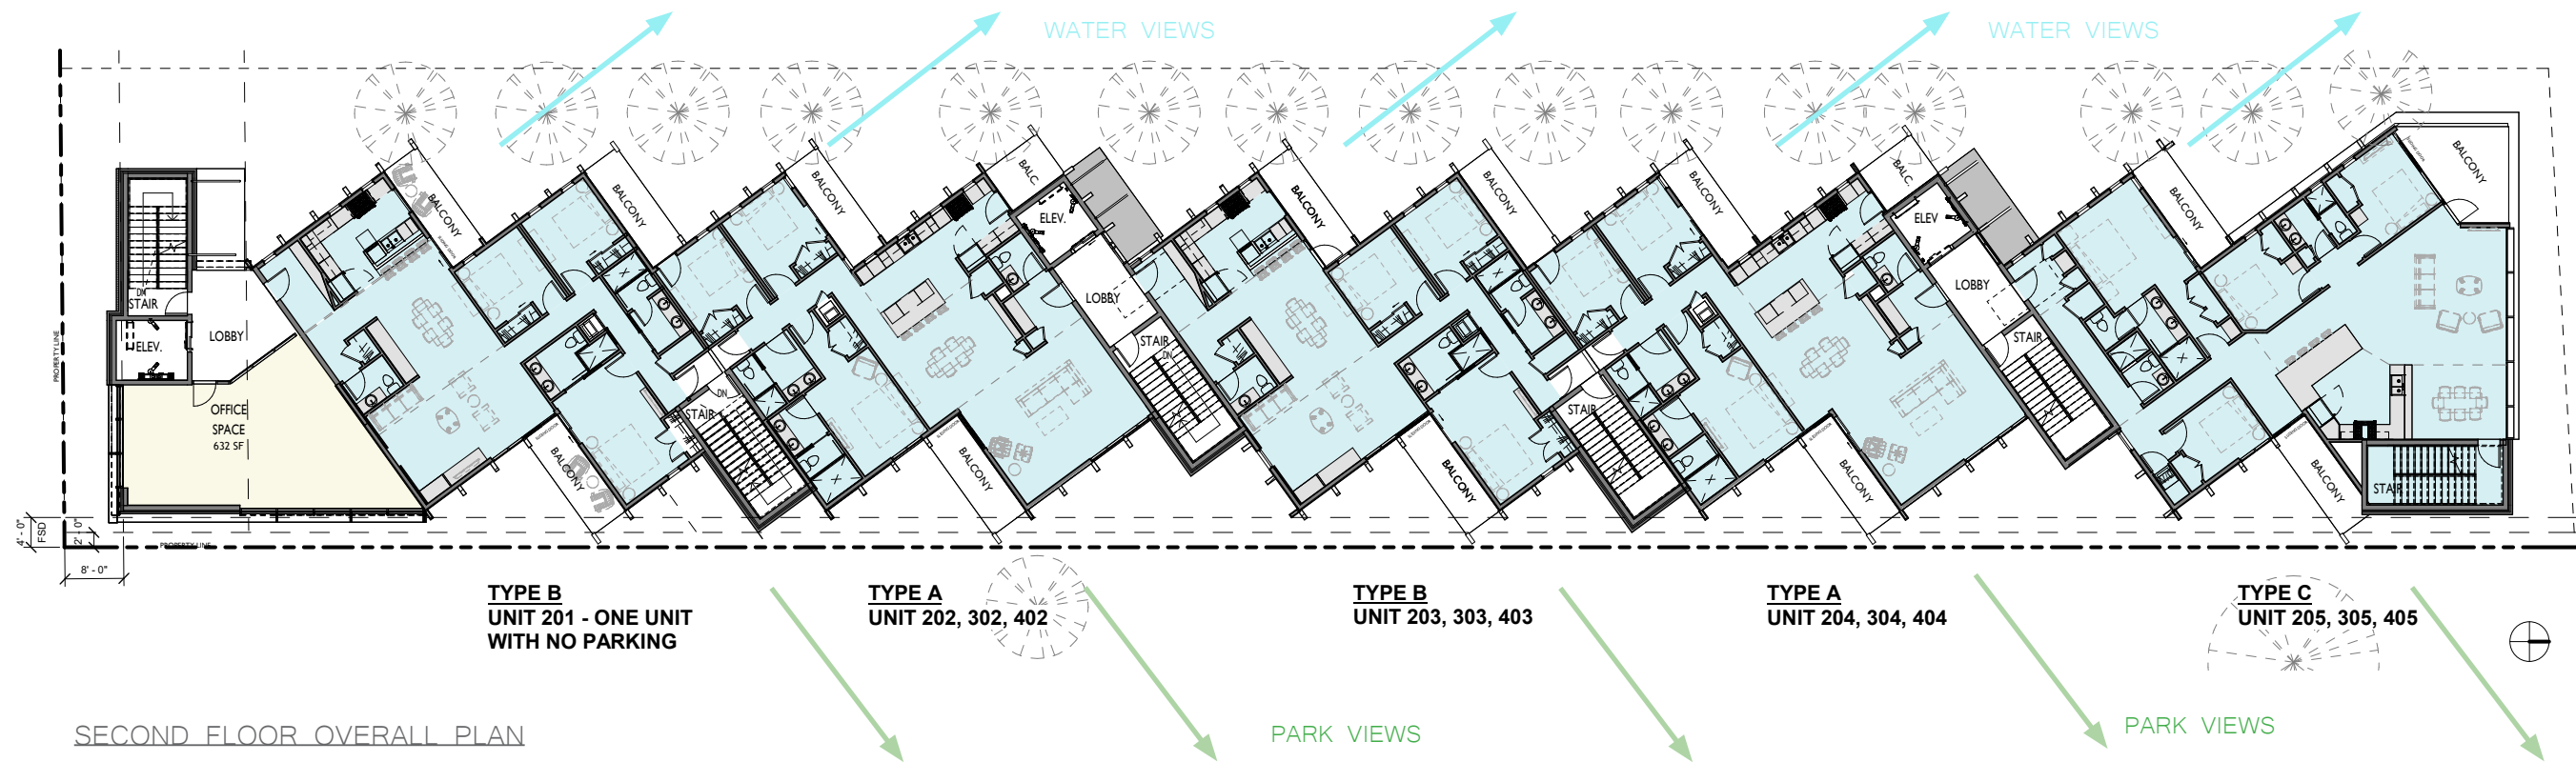 WATER VIEWS
WATER VIEWS
BALCONY
BALCONY
BALCONY
BALC.
BALCONY
BALCONY
BALCONY
BALC.
BALCONY
BALCONY
ELEV.
ELEV
DN
STAIR
LOBBY
ELEV.
LOBBY
LOBBY
STAIR
DN
STAIR
PROPERTY LINE
OFFICE
SPACE
632 SF
DN
STAIR
STAIR
BALCONY
BALCONY
BALCONY
BALCONY
BALCONY
STAIR
4' - 0"
FSD
2' - 0"
PROPERTY LINE
8' - 0"
TYPE B
UNIT 201 - ONE UNIT
WITH NO PARKING
TYPE A
UNIT 202, 302, 402
TYPE B
UNIT 203, 303, 403
TYPE A
UNIT 204, 304, 404
TYPE C
UNIT 205, 305, 405
SECOND FLOOR OVERALL PLAN
PARK VIEWS
PARK VIEWS